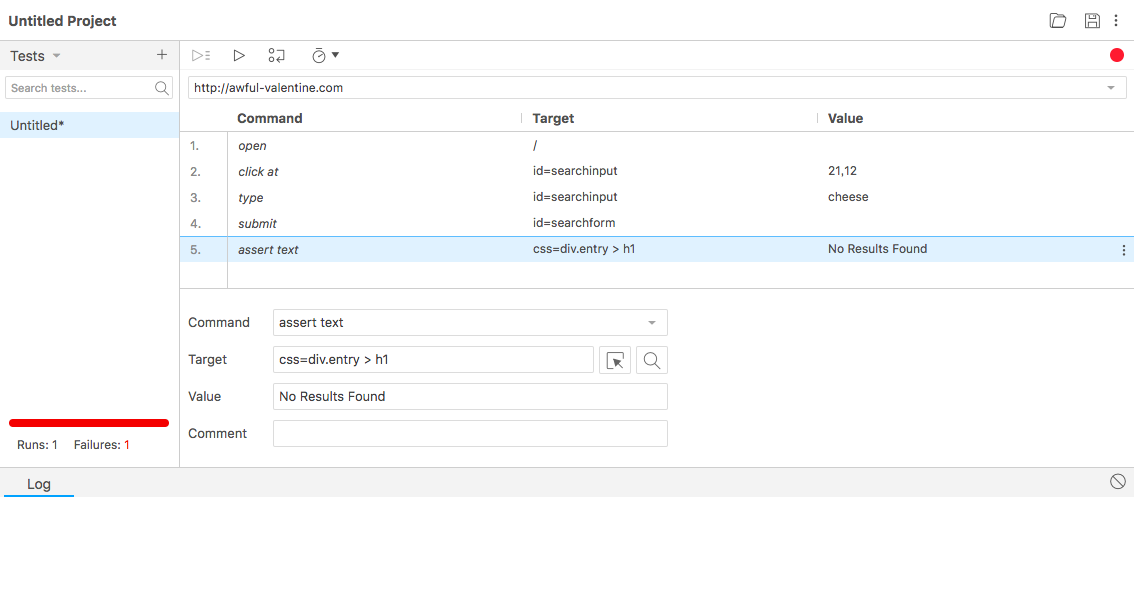 Untitled Project
Tests
Search tests...
http://awful-valentine.com
Untitled*
Command Target Value
1. open /
2. click at id=searchinput 21,12
3. type id=searchinput cheese
4. submit id=searchform
5. assert text css=div.entry > h1 No Results Found
Command assert text
Target css=div.entry > h1
Value No Results Found
Comment
Runs: 1 Failures: 1
Log